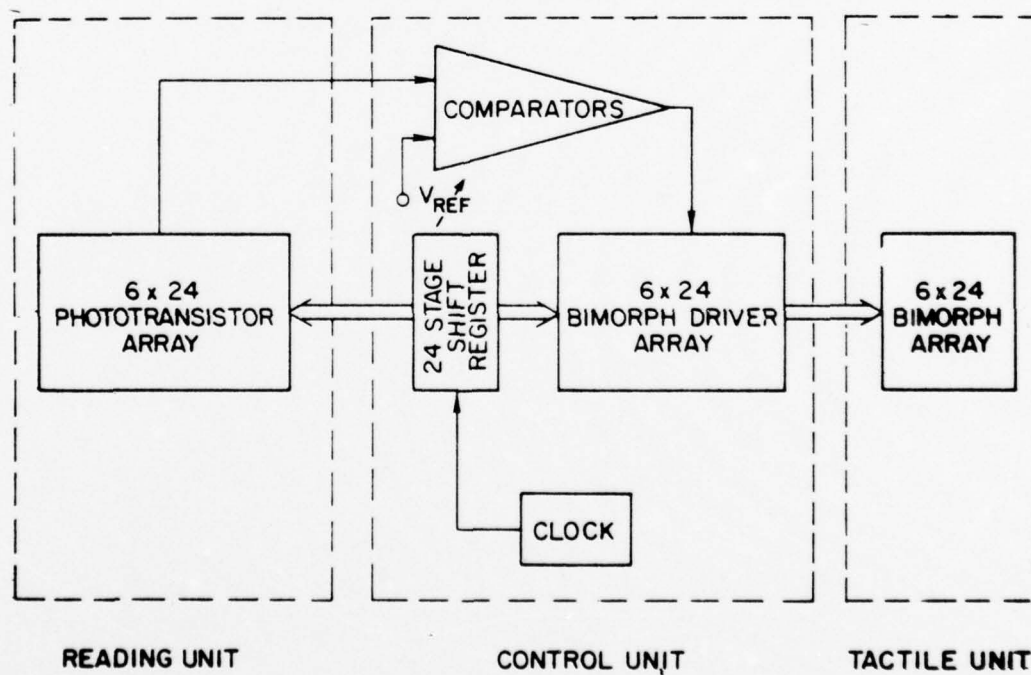 COMPARATORS
VREF
6 x 24
PHOTOTRANSISTOR
ARRAY
24 STAGE
SHIFT
REGISTER
6 x 24
BIMORPH DRIVER
ARRAY
6 x 24
BIMORPH
ARRAY
CLOCK
READING UNIT
CONTROL UNIT
TACTILE UNIT